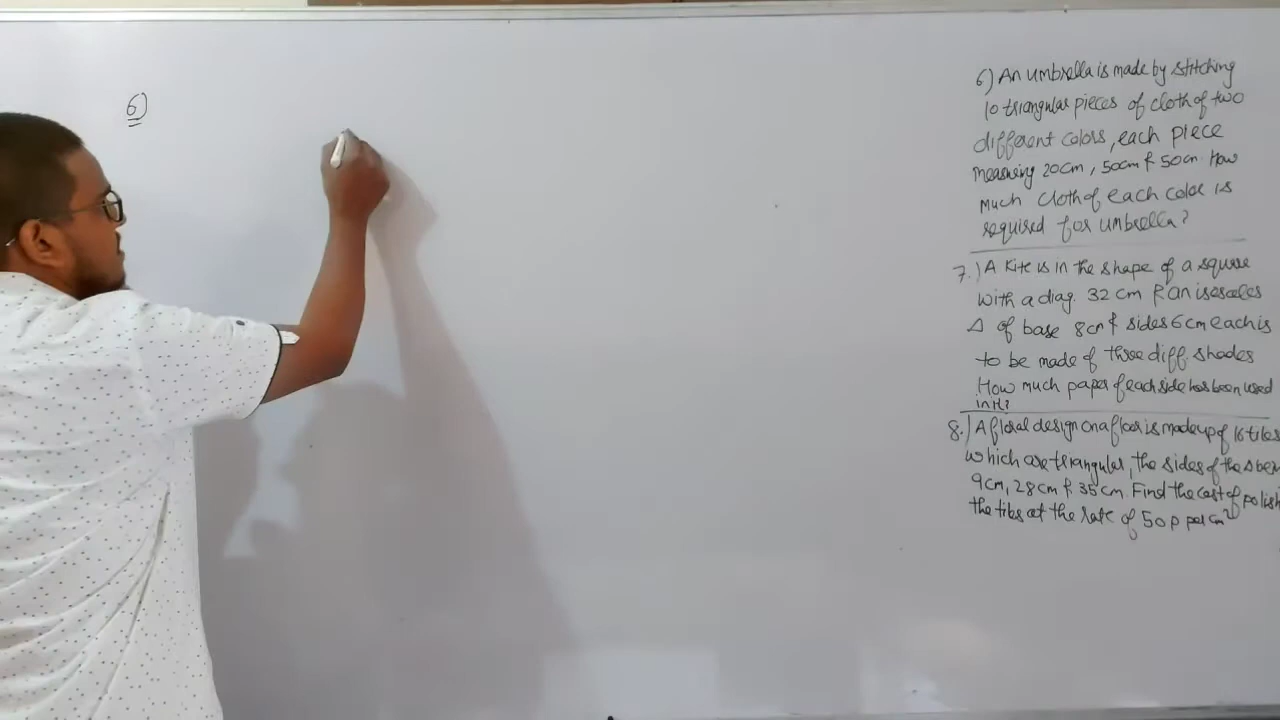 6)
6) An umbrella is made by stitching
10 triangular pieces of cloth of two
different colors, each piece
measuring 20cm, 50cm & 50cm. How
much cloth of each color is
required for umbrella?
7.) A Kite is in the shape of a square
with a diag. 32 cm & an isosceles
Δ of base 8cm & sides 6cm each is
to be made of three diff shades
How much paper of each side has been used
in it?
8.) A floral design on a floor is made up of 16 tiles
which are triangular, the sides of the Δ bein
9cm, 28cm & 35cm. Find the cost of polish
the tiles at the rate of 50p per cm²